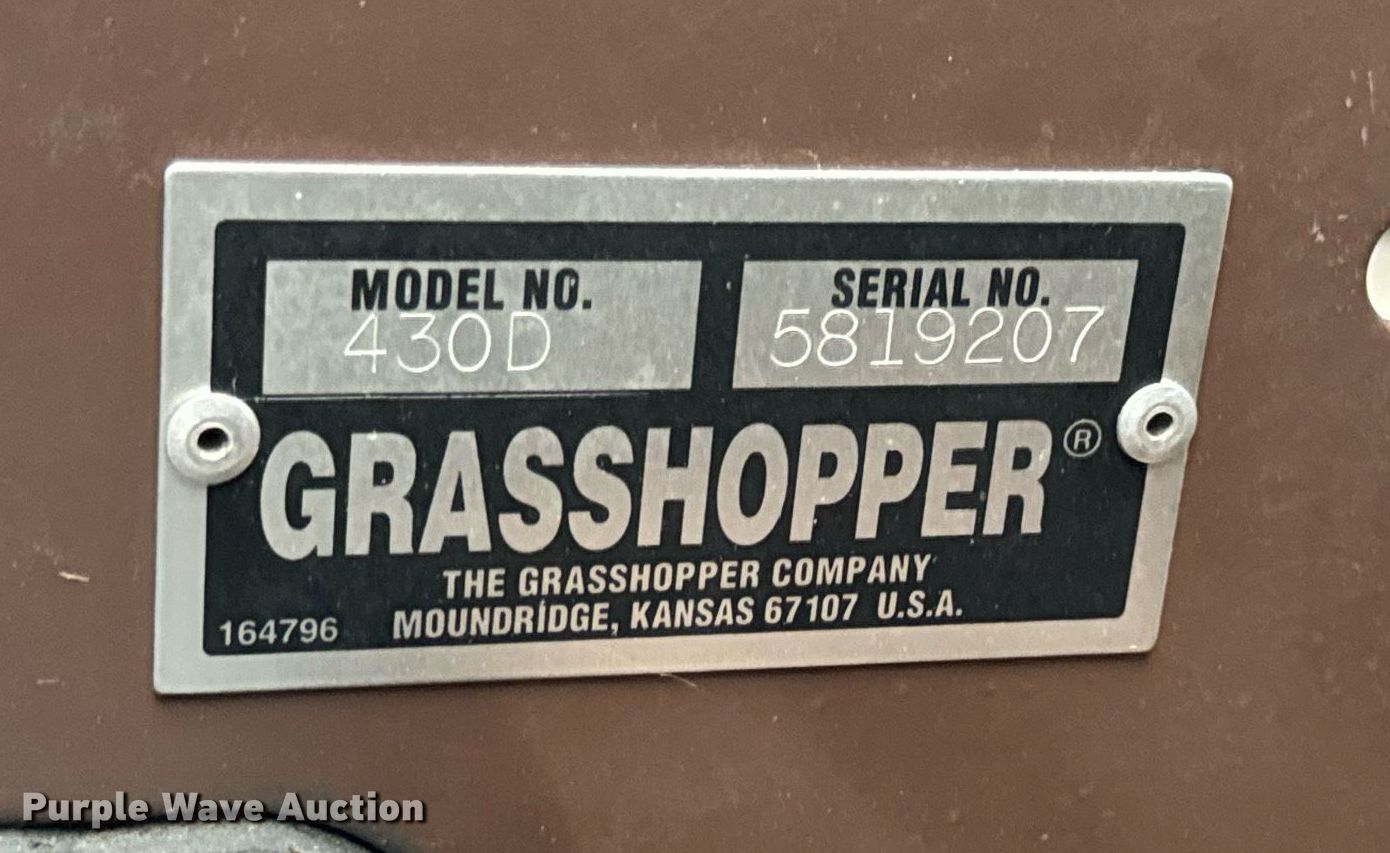 MODEL NO.
430D
SERIAL NO.
5819207
GRASSHOPPER®
THE GRASSHOPPER COMPANY
MOUNDRIDGE, KANSAS 67107 U.S.A.
164796
Purple Wave Auction